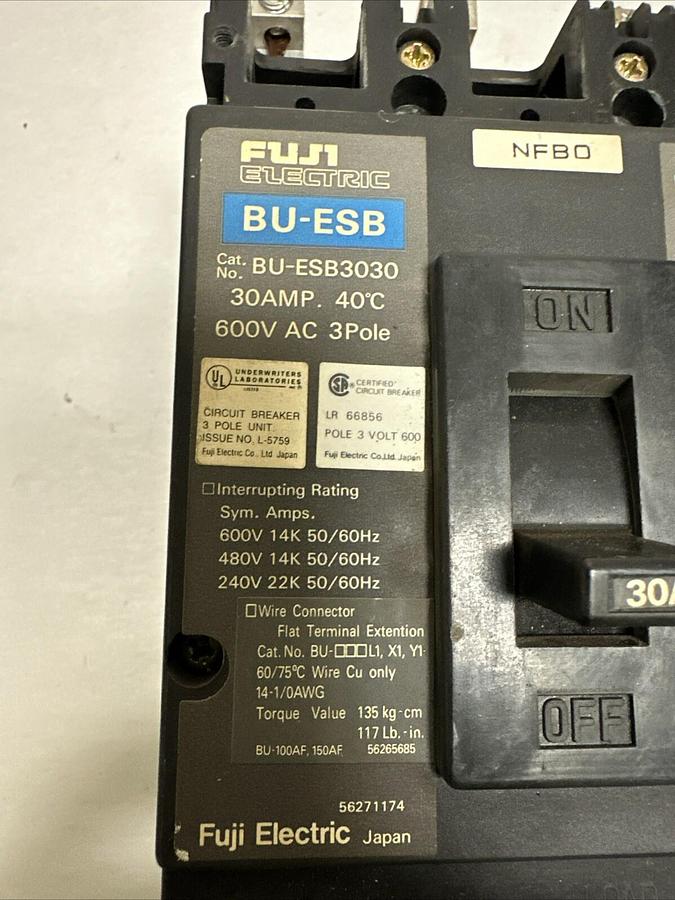 FUJI
ELECTRIC
NFB0
BU-ESB
Cat. No. BU-ESB3030
30AMP. 40℃
600V AC 3Pole
UL UNDERWRITERS
LABORATORIES
LISTED
CIRCUIT BREAKER
3 POLE UNIT
ISSUE NO. L-5759
Fuji Electric Co., Ltd. Japan
SA CERTIFIED
CIRCUIT BREAKER
LR 66856
POLE 3 VOLT 600
Fuji Electric Co.Ltd. Japan
□Interrupting Rating
Sym. Amps.
600V 14K 50/60Hz
480V 14K 50/60Hz
240V 22K 50/60Hz
□Wire Connector
Flat Terminal Extention
Cat. No. BU-□□□L1, X1, Y1
60/75℃ Wire Cu only
14-1/0AWG
Torque Value 135 kg-cm
117 Lb.-in.
BU-100AF, 150AF 56265685
56271174
Fuji Electric Japan
ON
30A
OFF